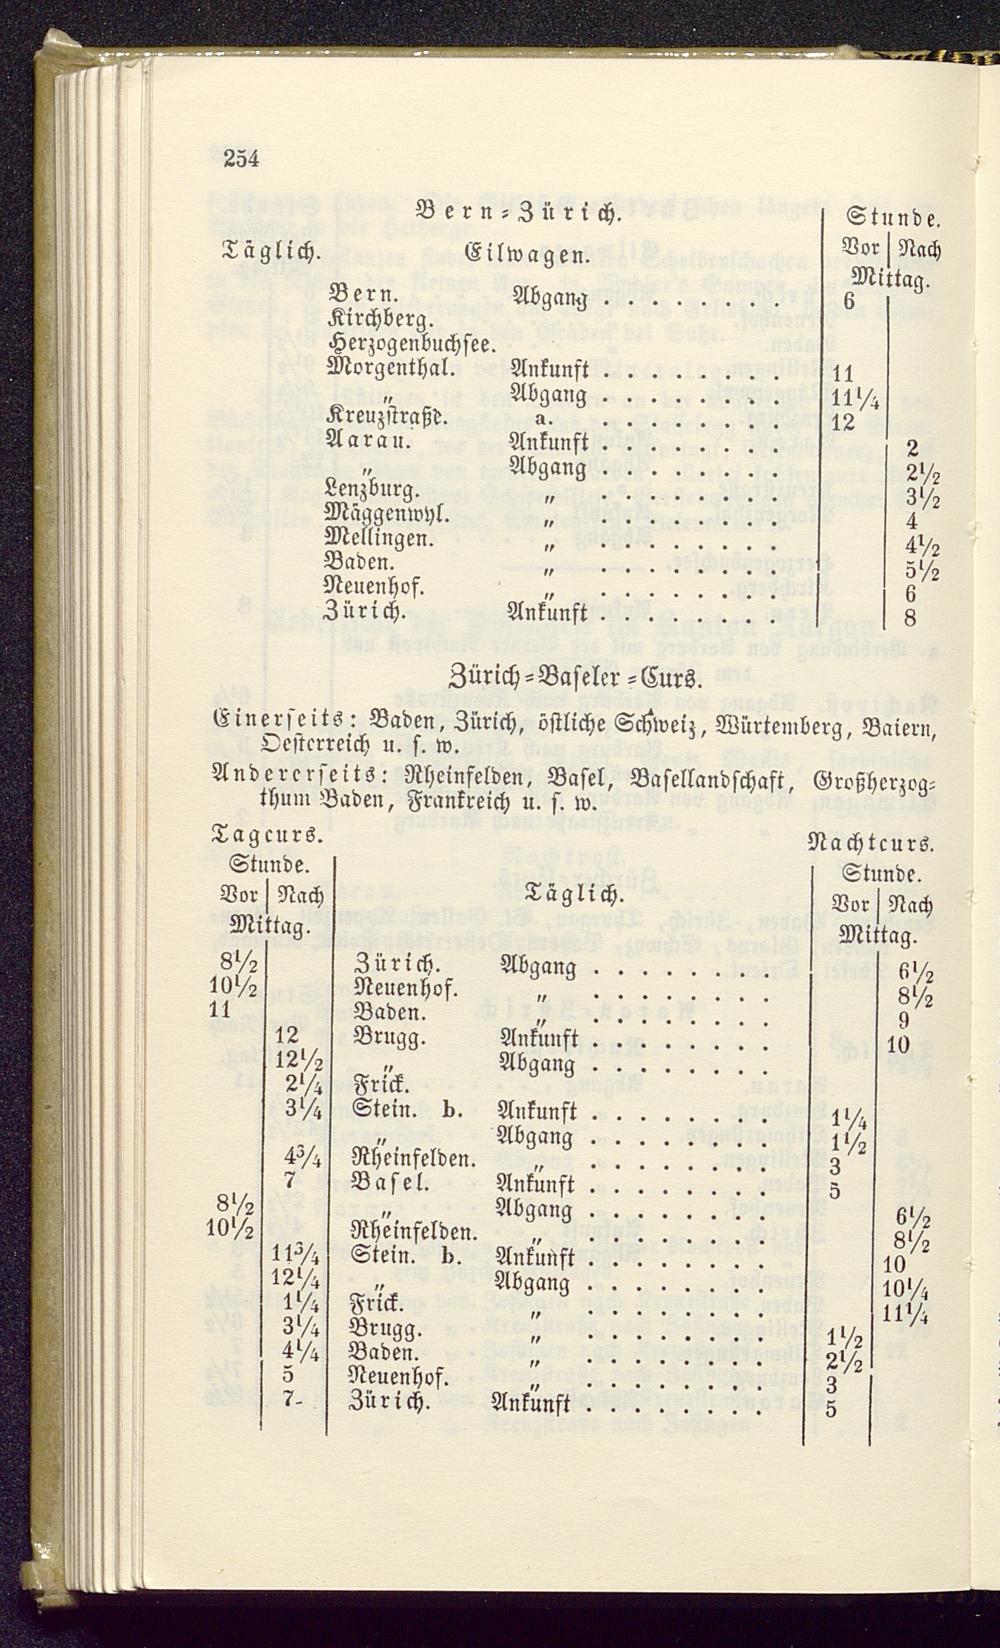 254
Bern-Zürich. Stunde.
Täglich. Eilwagen. Vor Nach
Mittag.
Bern. Abgang . . . . . . . . 6
Kirchberg.
Herzogenbuchsee.
Morgenthal. Ankunft . . . . . . . . 11
„ Abgang . . . . . . . . 11¼
Kreuzstraße. a. . . . . . . . . 12
Aarau. Ankunft . . . . . . . . 2
„ Abgang . . . . . . . . 2½
Lenzburg. „ . . . . . . . . 3½
Mäggenwyl. „ . . . . . . . . 4
Mellingen. „ . . . . . . . . 4½
Baden. „ . . . . . . . . 5½
Neuenhof. „ . . . . . . . . 6
Zürich. Ankunft . . . . . . . . 8
Zürich-Baseler-Curs.
Einerseits: Baden, Zürich, östliche Schweiz, Würtemberg, Baiern,
Oesterreich u. s. w.
Andererseits: Rheinfelden, Basel, Basellandschaft, Großherzog-
thum Baden, Frankreich u. s. w.
Tagcurs. Nachtcurs.
Stunde. Stunde.
Vor Nach Täglich. Vor Nach
Mittag. Mittag.
8½ Zürich. Abgang . . . . . . . . 6½
10½ Neuenhof. „ . . . . . . . . 8½
11 Baden. „ . . . . . . . . 9
12 Brugg. Ankunft . . . . . . . . 10
12½ „ Abgang . . . . . . . .
2¼ Frick.
3¼ Stein. b. Ankunft . . . . . . . . 1¼
„ Abgang . . . . . . . . 1½
4¾ Rheinfelden. „ . . . . . . . . 3
7 Basel. Ankunft . . . . . . . . 5
8½ „ Abgang . . . . . . . . 6½
10½ Rheinfelden. „ . . . . . . . . 8½
11¾ Stein. b. Ankunft . . . . . . . . 10
12¼ „ Abgang . . . . . . . . 10¼
1¼ Frick. „ . . . . . . . . 11¼
3¼ Brugg. „ . . . . . . . . 1½
4¼ Baden. „ . . . . . . . . 2½
5 Neuenhof. „ . . . . . . . . 3
7- Zürich. Ankunft . . . . . . . . 5